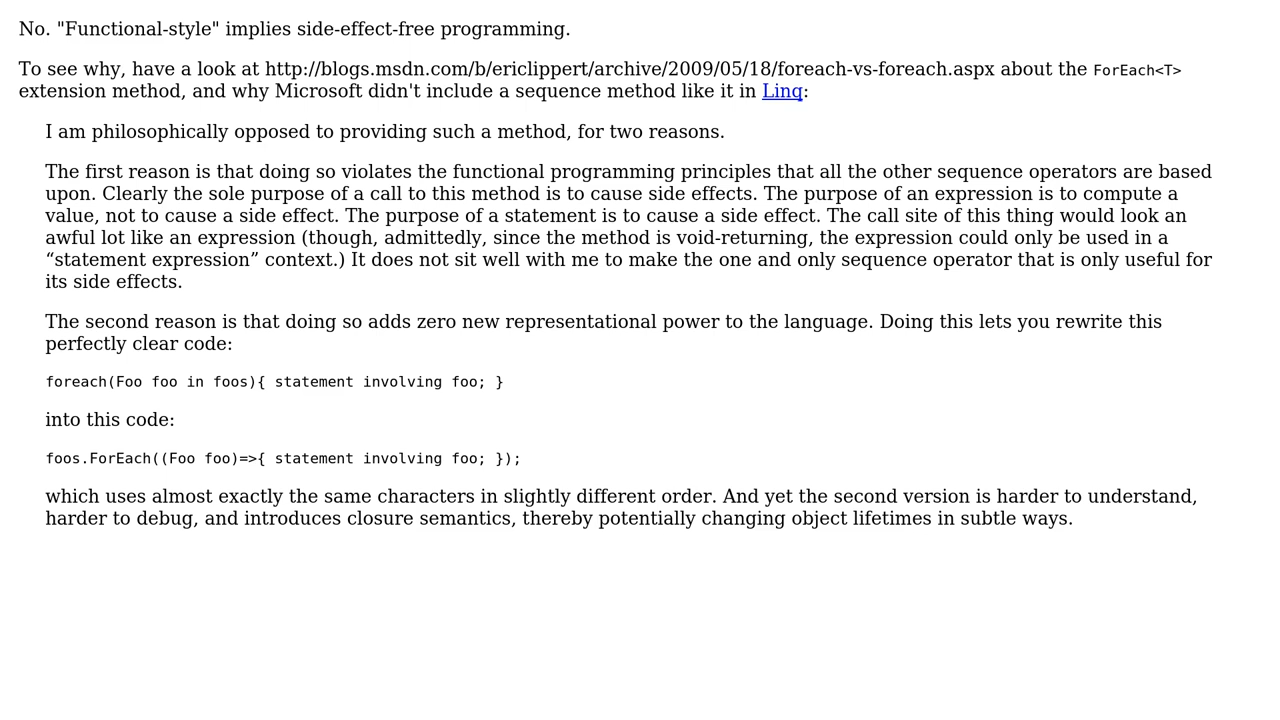 No. "Functional-style" implies side-effect-free programming.
To see why, have a look at http://blogs.msdn.com/b/ericlippert/archive/2009/05/18/foreach-vs-foreach.aspx about the ForEach<T>
extension method, and why Microsoft didn't include a sequence method like it in Linq:
I am philosophically opposed to providing such a method, for two reasons.
The first reason is that doing so violates the functional programming principles that all the other sequence operators are based
upon. Clearly the sole purpose of a call to this method is to cause side effects. The purpose of an expression is to compute a
value, not to cause a side effect. The purpose of a statement is to cause a side effect. The call site of this thing would look an
awful lot like an expression (though, admittedly, since the method is void-returning, the expression could only be used in a
“statement expression” context.) It does not sit well with me to make the one and only sequence operator that is only useful for
its side effects.
The second reason is that doing so adds zero new representational power to the language. Doing this lets you rewrite this
perfectly clear code:
foreach(Foo foo in foos){ statement involving foo; }
into this code:
foos.ForEach((Foo foo)=>{ statement involving foo; });
which uses almost exactly the same characters in slightly different order. And yet the second version is harder to understand,
harder to debug, and introduces closure semantics, thereby potentially changing object lifetimes in subtle ways.